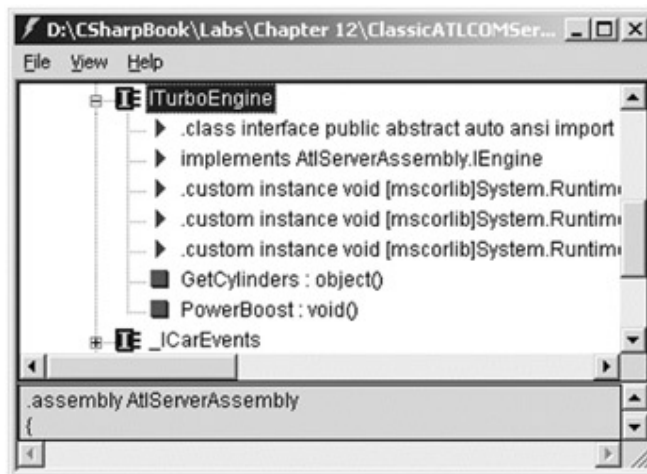 D:\CSharpBook\Labs\Chapter 12\ClassicATLCOMSer...
File View Help
ITurboEngine
.class interface public abstract auto ansi import
implements AtlServerAssembly.IEngine
.custom instance void [mscorlib]System.Runtim
.custom instance void [mscorlib]System.Runtim
.custom instance void [mscorlib]System.Runtim
GetCylinders : object()
PowerBoost : void()
_ICarEvents
.assembly AtlServerAssembly
{